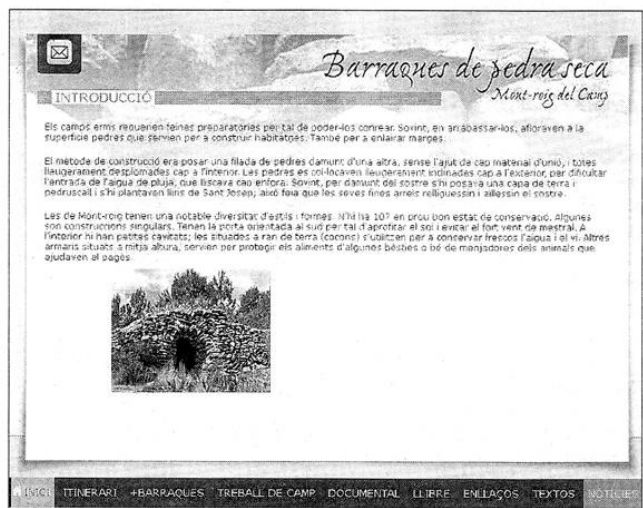 Barraques de pedra seca
Mont-roig del Camp
INTRODUCCIÓ
Els camps erms requerien feines preparatòries per tal de poder-los conrear. Sovint, en arrabassar-los, afloraven a la
superfície pedres que servien per a construir habitatges. També per a enlairar marges.
El mètode de construcció era posar una filada de pedres damunt d'una altra, sense l'ajut de cap material d'unió, i totes
lleugerament desplomades cap a l'interior. Les pedres es col·locaven lleugerament inclinades cap a l'exterior, per dificultar
l'entrada de l'aigua de pluja, que lliscava cap enfora. Sovint, per damunt del sostre s'hi posava una capa de terra i
pedruscall i s'hi plantaven lliris de Sant Josep; això feia que les seves fines arrels relliguessin i aïllessin el sostre.
Les de Mont-roig tenen una notable diversitat d'estils i formes. N'hi ha 107 en prou bon estat de conservació. Algunes
son construccions singulars. Tenen la porta orientada al sud per tal d'aprofitar el sol i evitar el fort vent de mestral. A
l'interior hi han petites cavitats; les situades a ran de terra (cocons) s'utilitzen per a conservar frescos l'aigua i el vi. Altres
armaris situats a mitja altura, servien per protegir els aliments d'algunes bèsties o bé de menjadores dels animals que
ajudaven al pagès.
INICI ITINERARI +BARRAQUES TREBALL DE CAMP DOCUMENTAL LLIBRE ENLLAÇOS TEXTOS NOTÍCIES